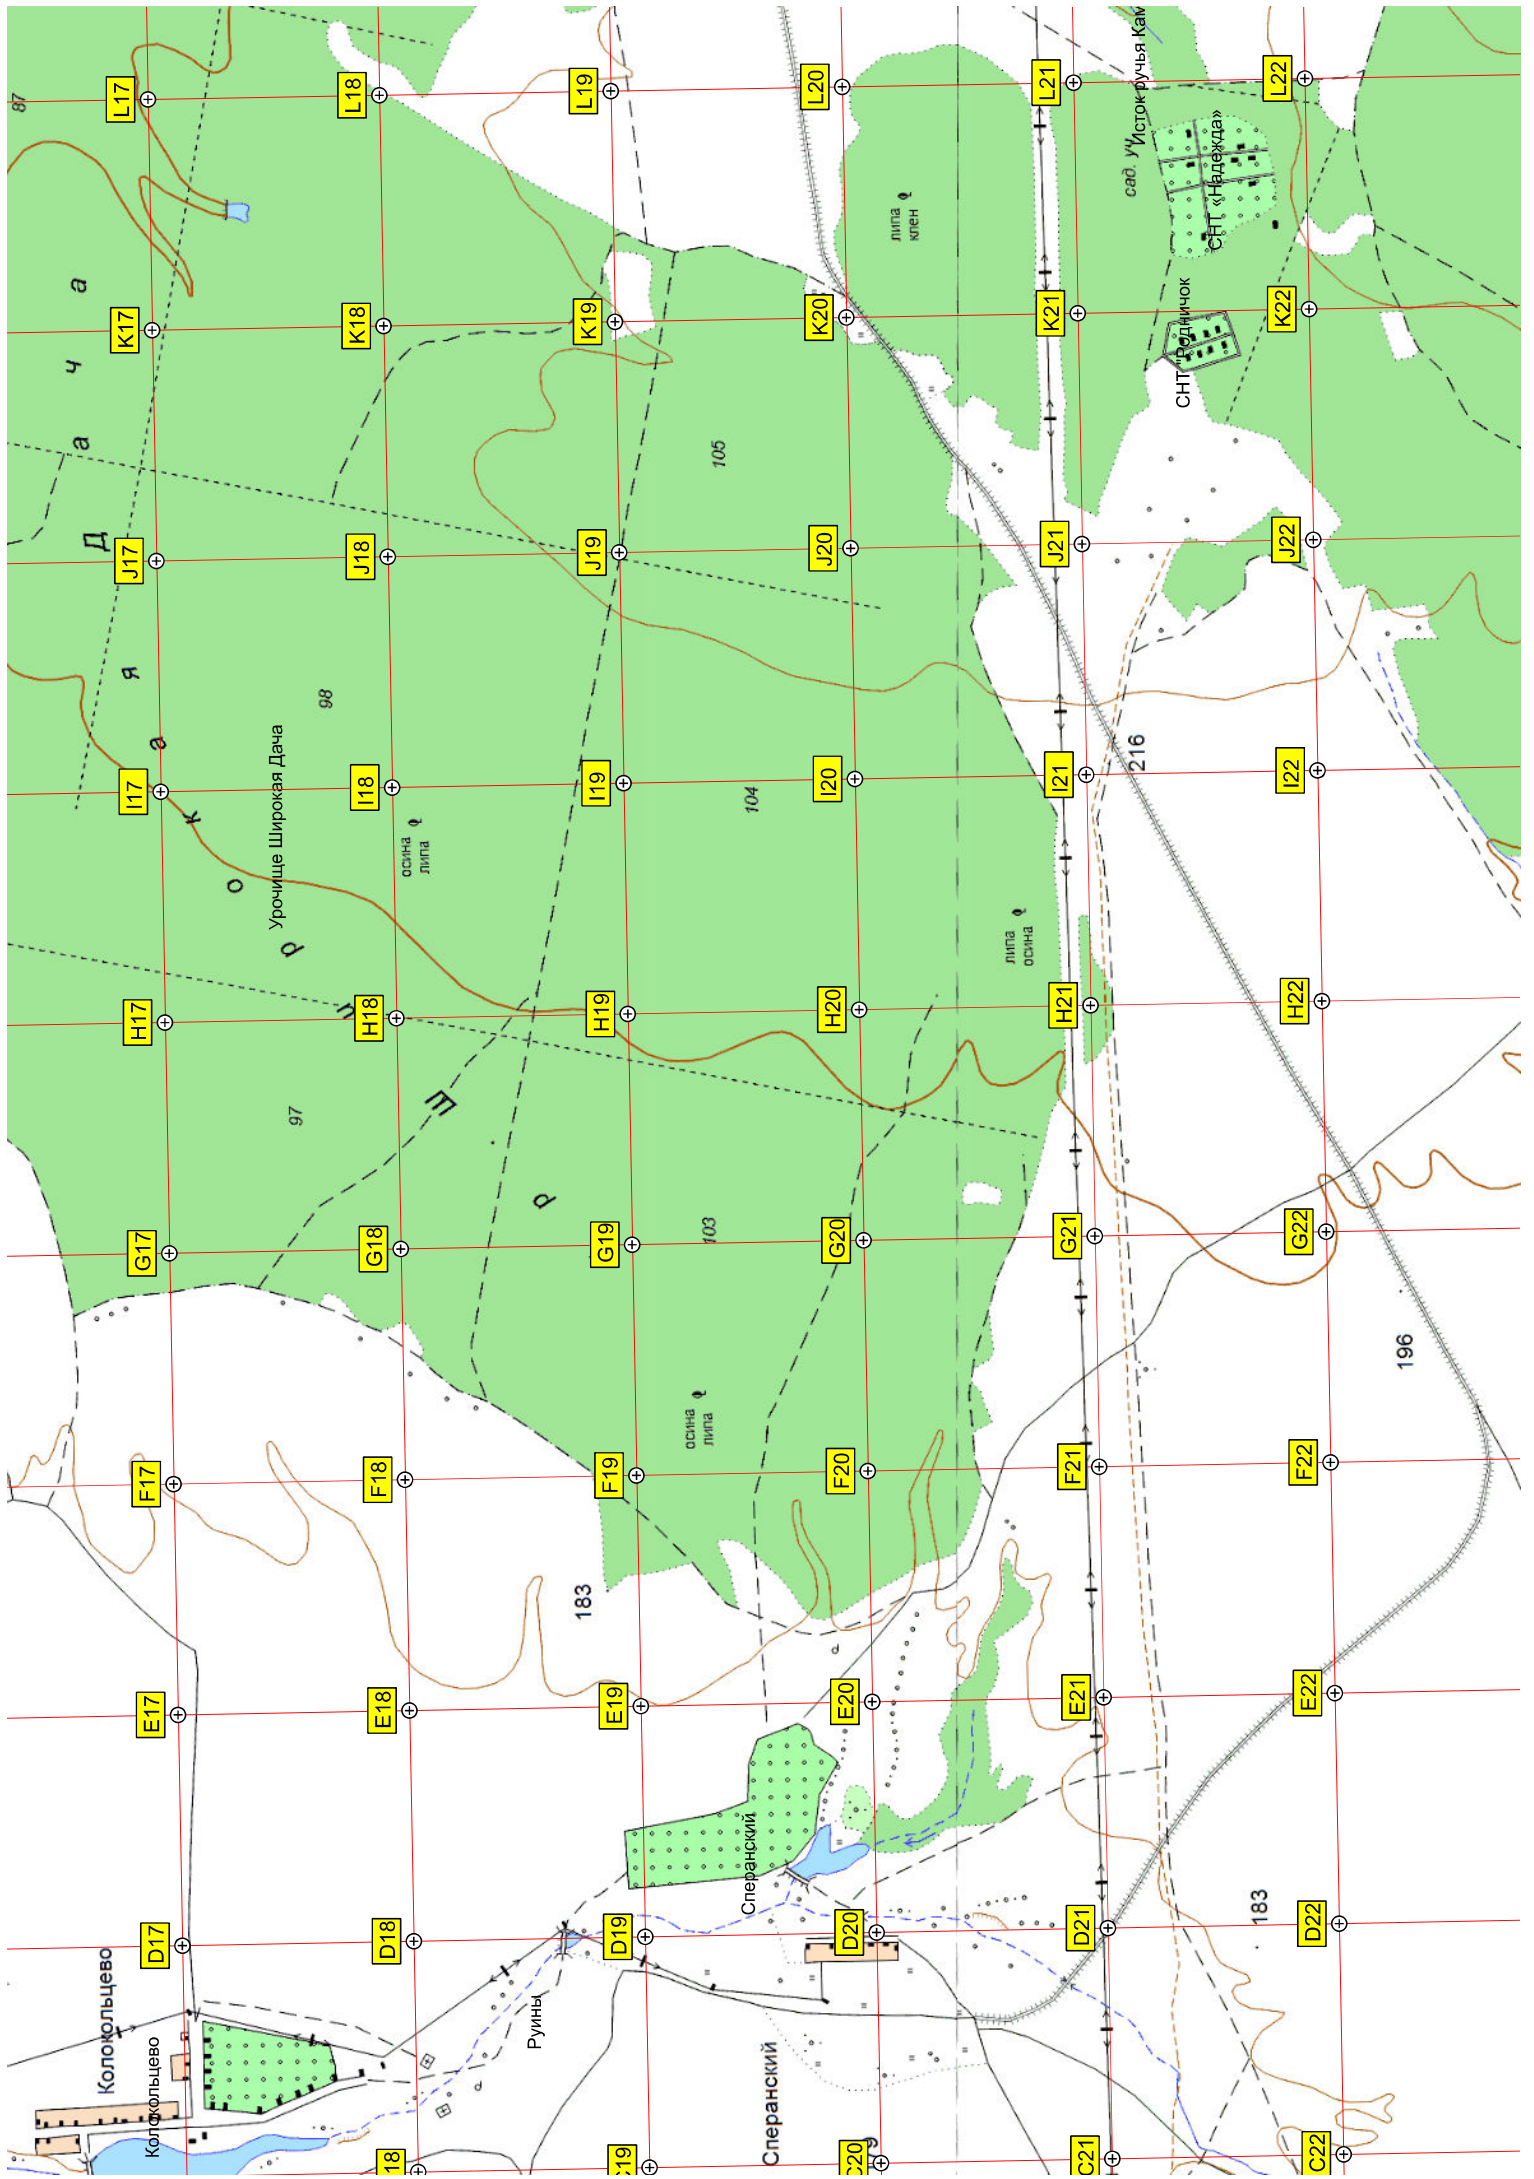 87
L17
L18
L19
L20
L21
L22
Исток ручья Кам
сад. уч.
СНТ «Надежда»
липа
клен
K17
K18
K19
K20
K21
K22
СНТ "Родничок
Широкая Дача
105
J17
J18
J19
J20
J21
J22
98
Урочище Широкая Дача
I17
I18
I19
I20
I21
I22
216
104
осина
липа
липа
осина
H17
H18
H19
H20
H21
H22
97
р
103
G17
G18
G19
G20
G21
G22
196
осина
липа
F17
F18
F19
F20
F21
F22
183
E17
E18
E19
E20
E21
E22
Сперанский
D17
D18
D19
D20
D21
D22
183
Колокольцево
Колокольцево
Руины
Сперанский
18
C19
C20
9
C21
C22